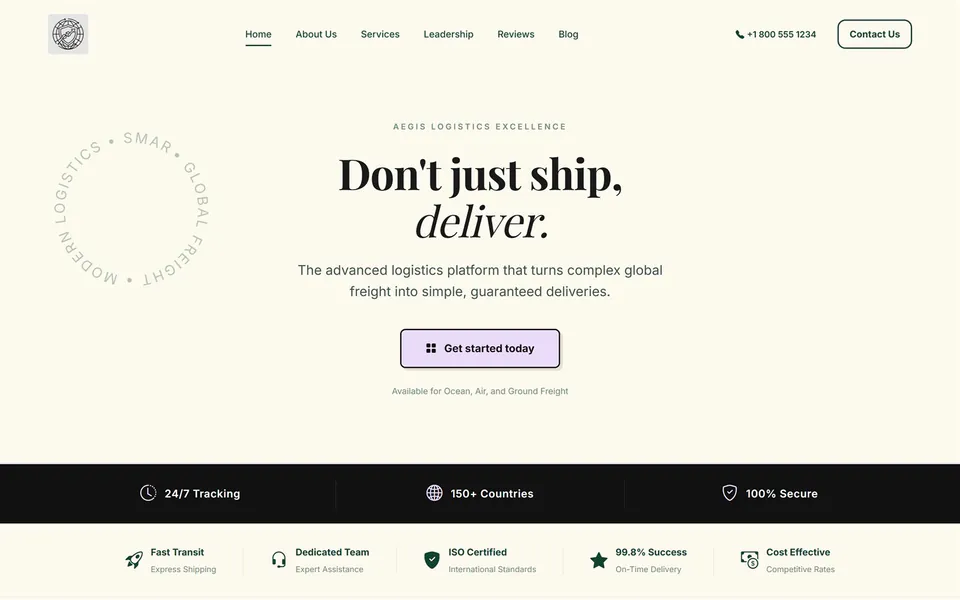 Home
About Us
Services
Leadership
Reviews
Blog
+1 800 555 1234
Contact Us
AEGIS LOGISTICS EXCELLENCE
MODERN LOGISTICS • SMAR • GLOBAL FREIGHT •
Don't just ship,
deliver.
The advanced logistics platform that turns complex global
freight into simple, guaranteed deliveries.
Get started today
Available for Ocean, Air, and Ground Freight
24/7 Tracking
150+ Countries
100% Secure
Fast Transit
Express Shipping
Dedicated Team
Expert Assistance
ISO Certified
International Standards
99.8% Success
On-Time Delivery
Cost Effective
Competitive Rates